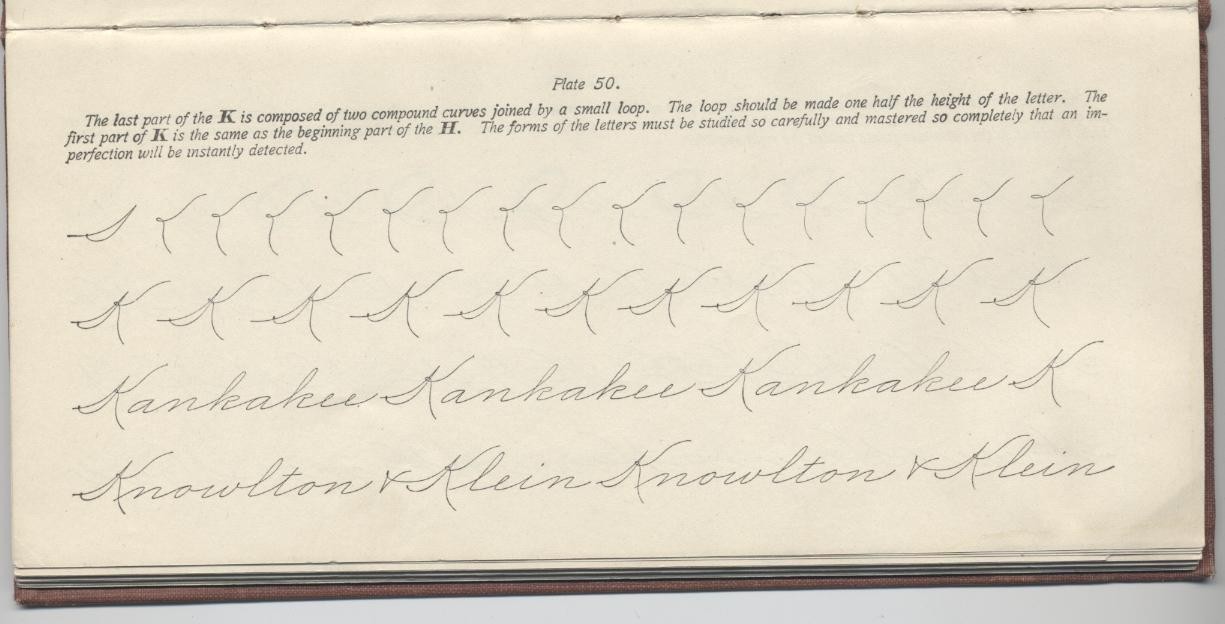 Plate 50.
The last part of the K is composed of two compound curves joined by a small loop. The loop should be made one half the height of the letter. The
first part of K is the same as the beginning part of the H. The forms of the letters must be studied so carefully and mastered so completely that an im-
perfection will be instantly detected.
K K K K K K K K K K K
Kankakee Kankakee Kankakee K
Knowlton & Klein Knowlton & Klein